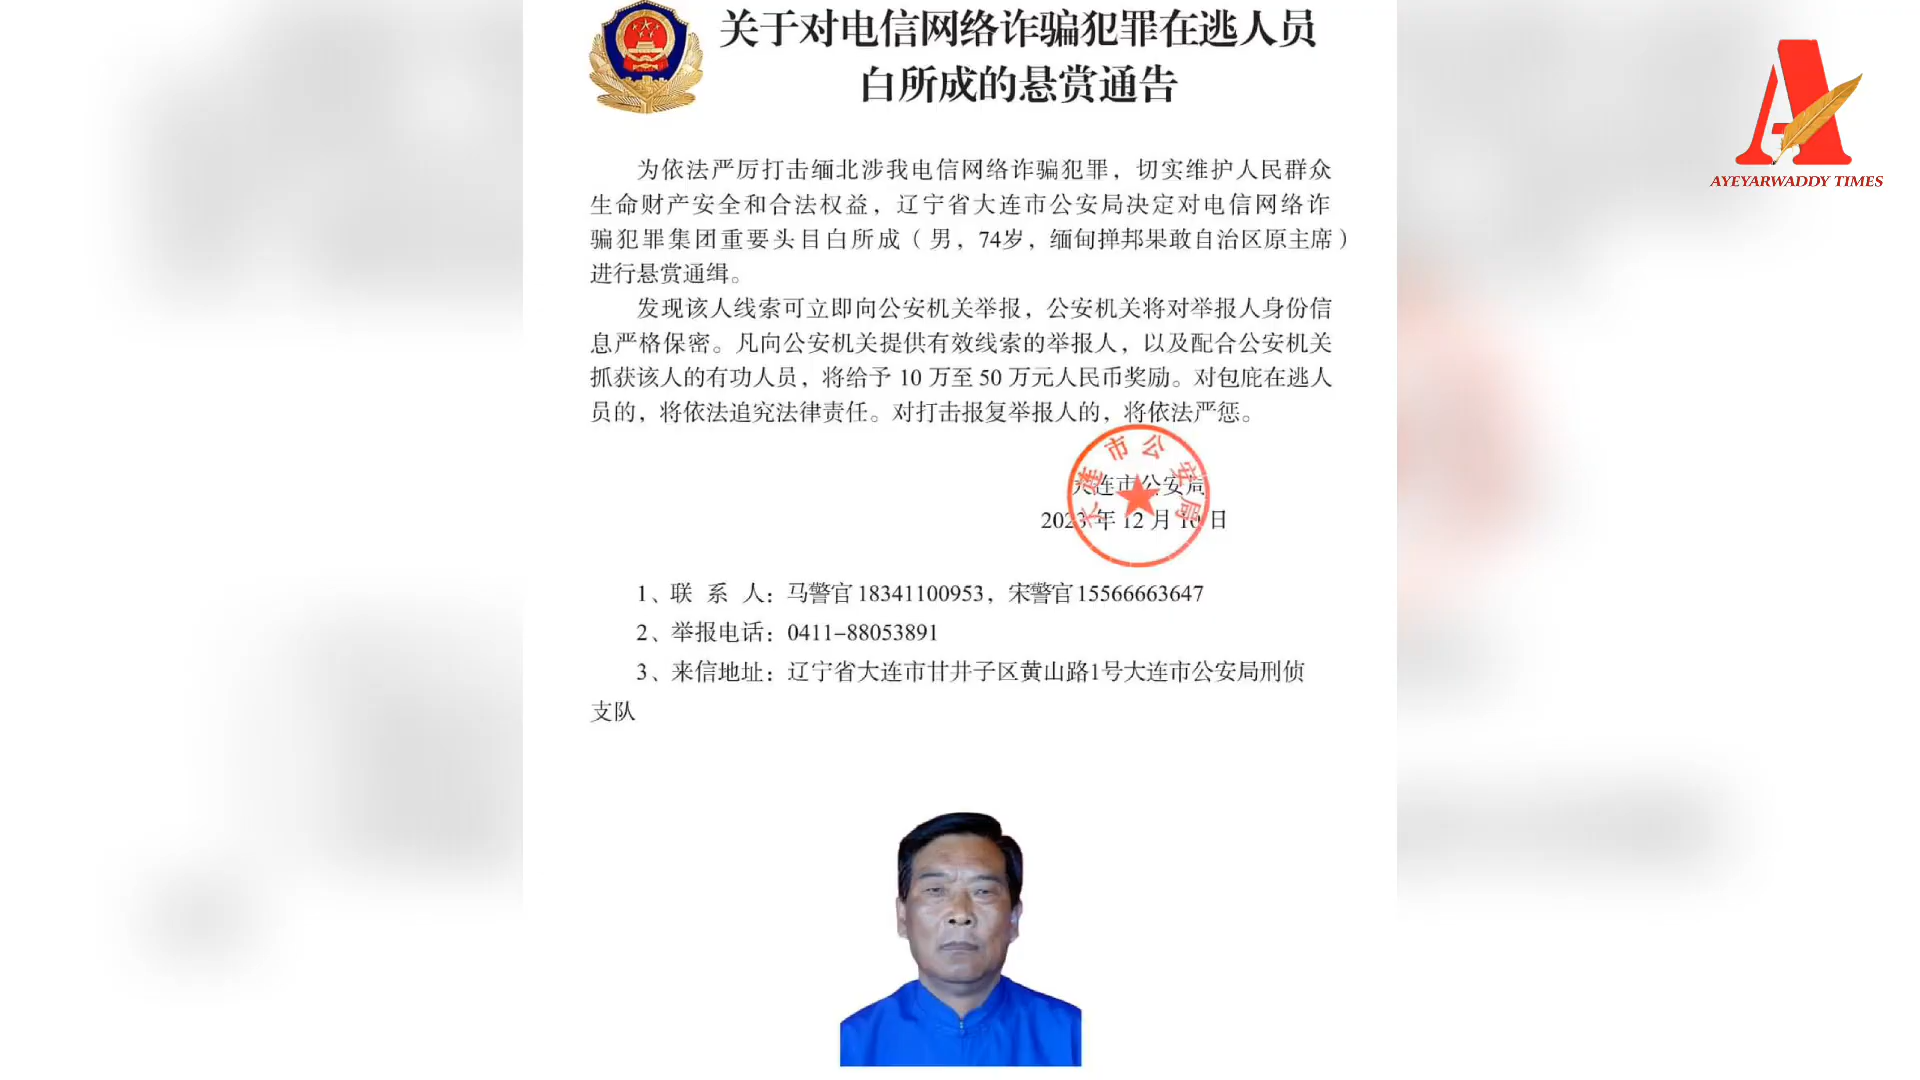 关于对电信网络诈骗犯罪在逃人员
白所成的悬赏通告
AYEYARWADDY TIMES
为依法严厉打击缅北涉我电信网络诈骗犯罪，切实维护人民群众
生命财产安全和合法权益，辽宁省大连市公安局决定对电信网络诈
骗犯罪集团重要头目白所成（男，74岁，缅甸掸邦果敢自治区原主席）
进行悬赏通缉。
发现该人线索可立即向公安机关举报，公安机关将对举报人身份信
息严格保密。凡向公安机关提供有效线索的举报人，以及配合公安机关
抓获该人的有功人员，将给予 10 万至 50 万元人民币奖励。对包庇在逃人
员的，将依法追究法律责任。对打击报复举报人的，将依法严惩。
大连市公安局
大连市公安局
2023 年 12 月 10 日
1、联 系 人：马警官 18341100953，宋警官 15566663647
2、举报电话：0411-88053891
3、来信地址：辽宁省大连市甘井子区黄山路1号大连市公安局刑侦
支队